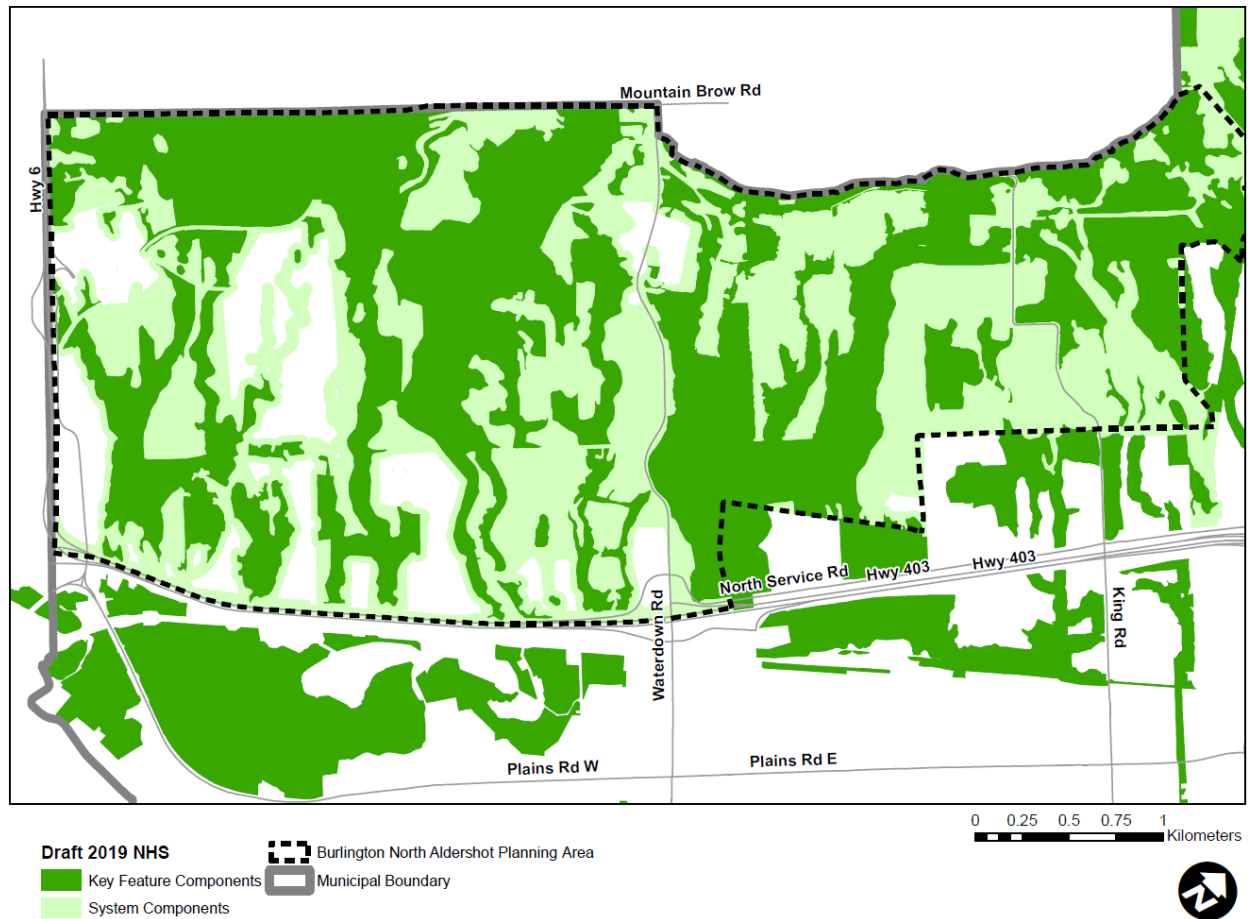 Mountain Brow Rd
Hwy 6
North Service Rd
Hwy 403
Hwy 403
Waterdown Rd
King Rd
Plains Rd W
Plains Rd E
0 0.25 0.5 0.75 1
Kilometers
Draft 2019 NHS
Burlington North Aldershot Planning Area
Key Feature Components
Municipal Boundary
System Components
N